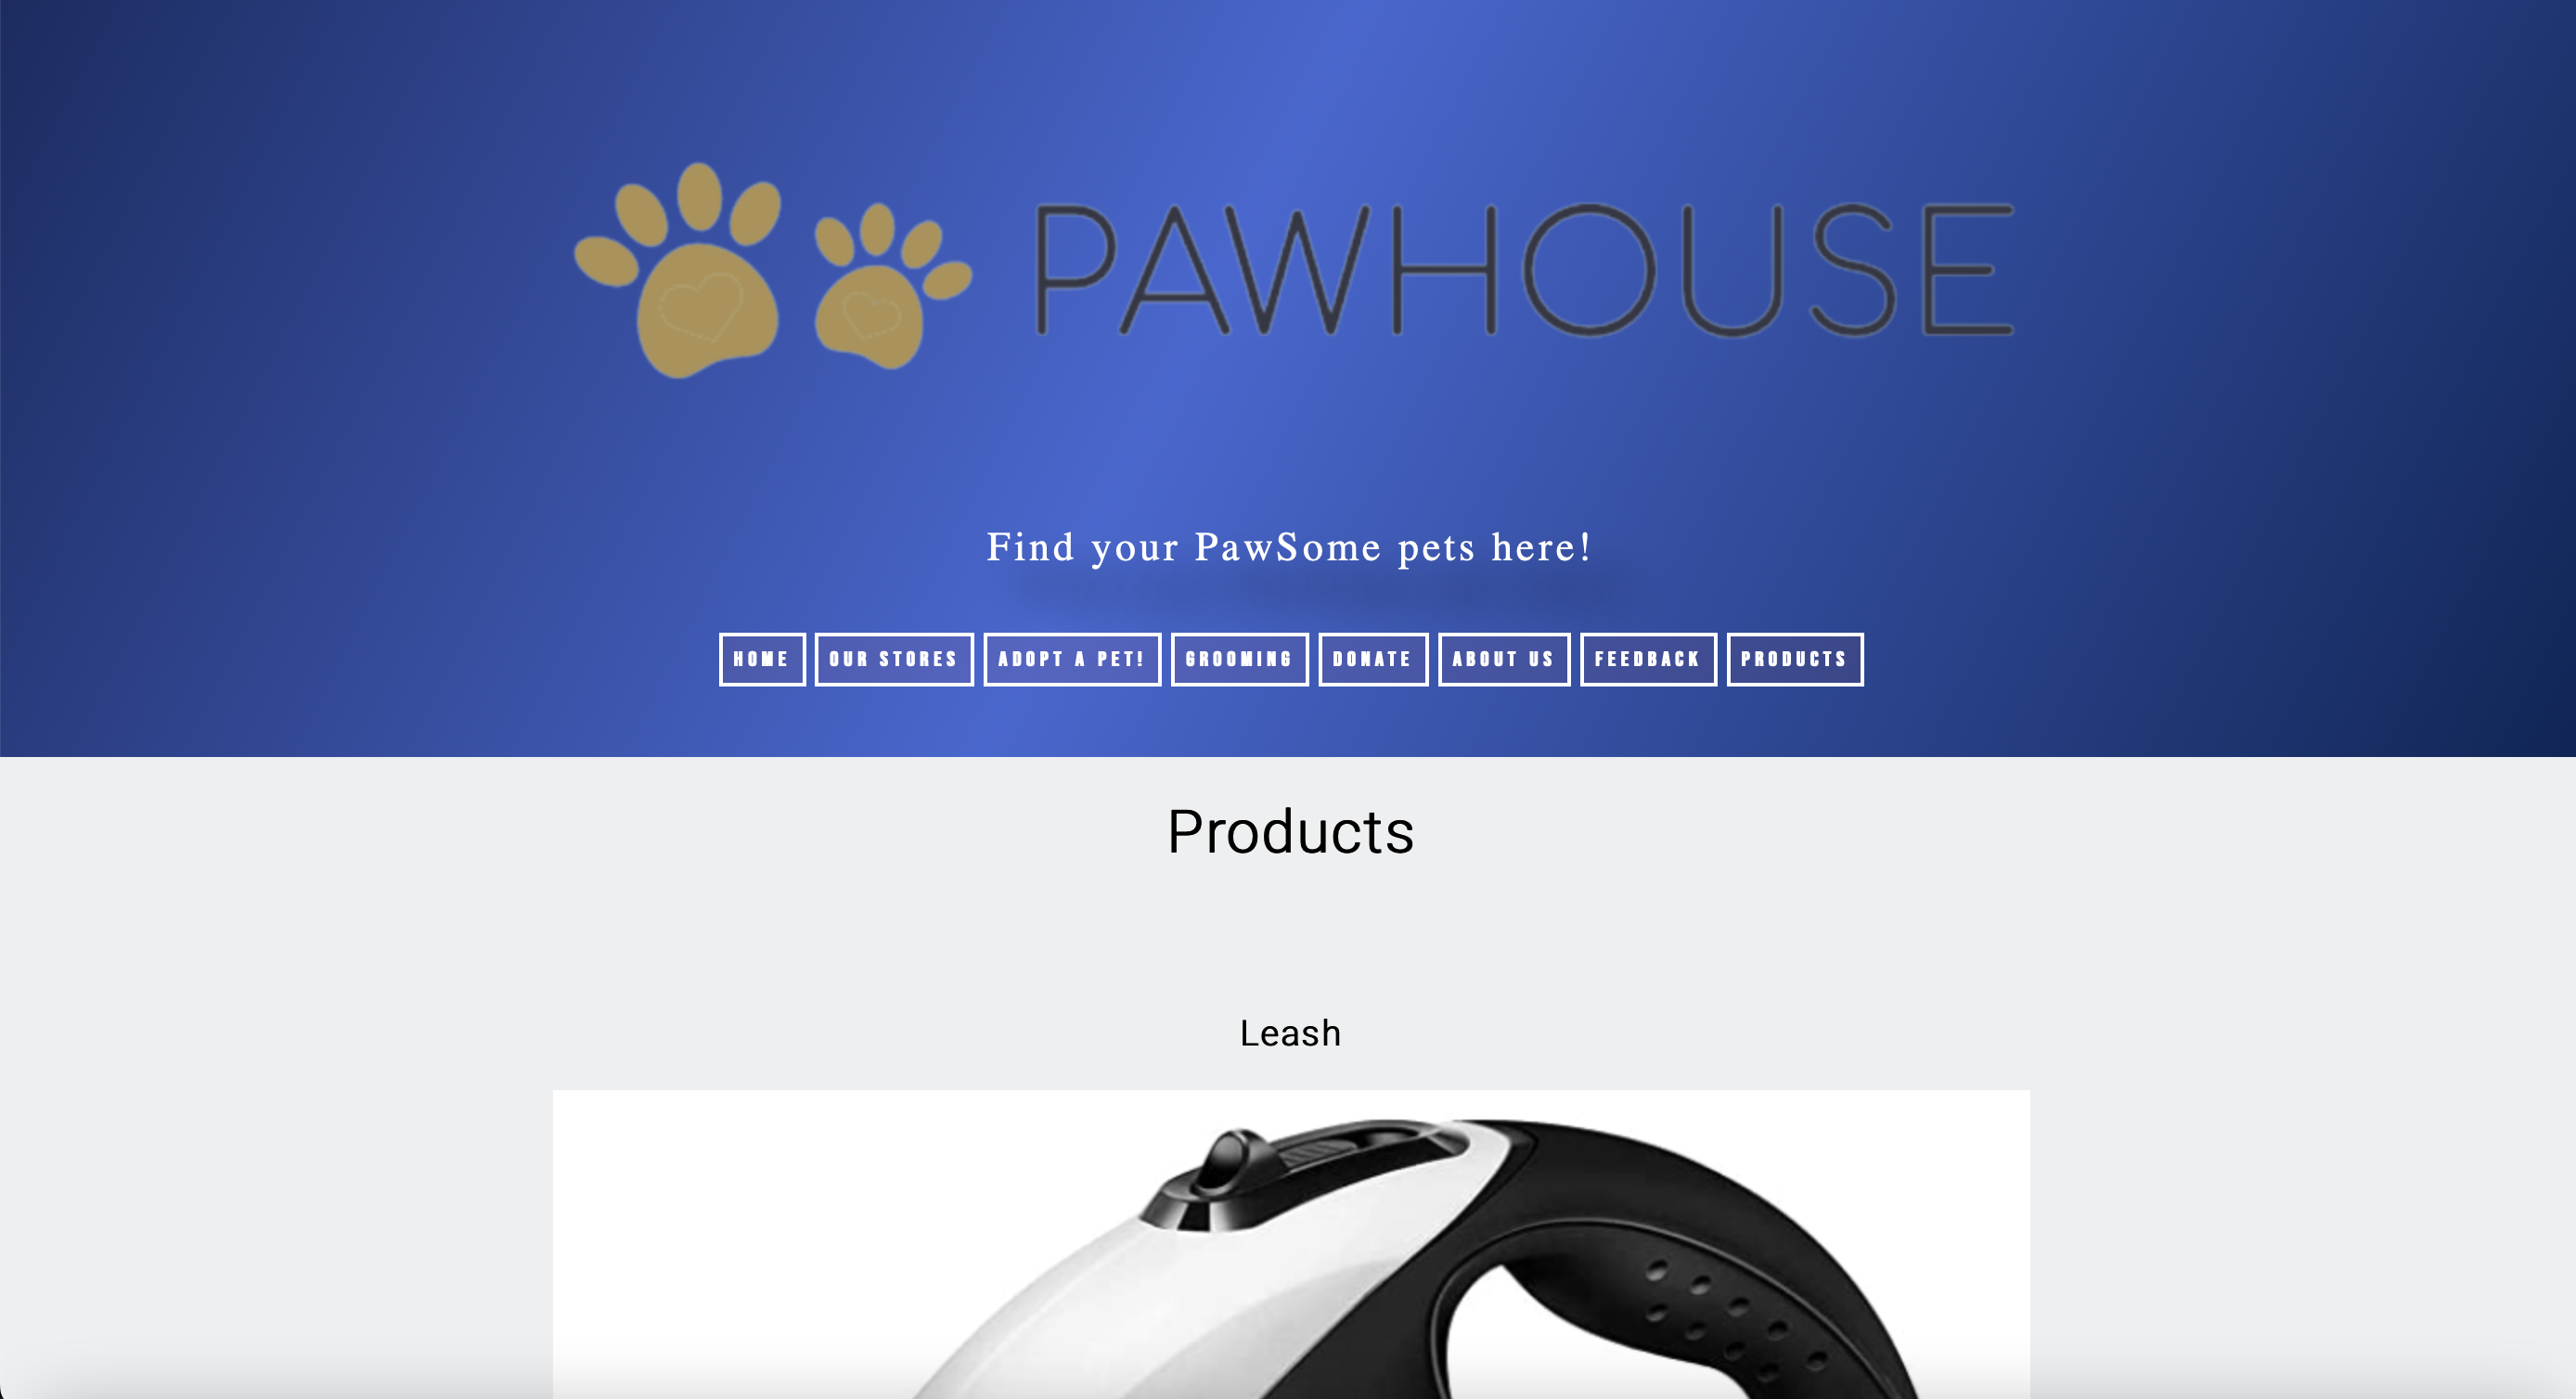 PAWHOUSE
Find your PawSome pets here!
HOME OUR STORES ADOPT A PET! GROOMING DONATE ABOUT US FEEDBACK PRODUCTS
Products
Leash